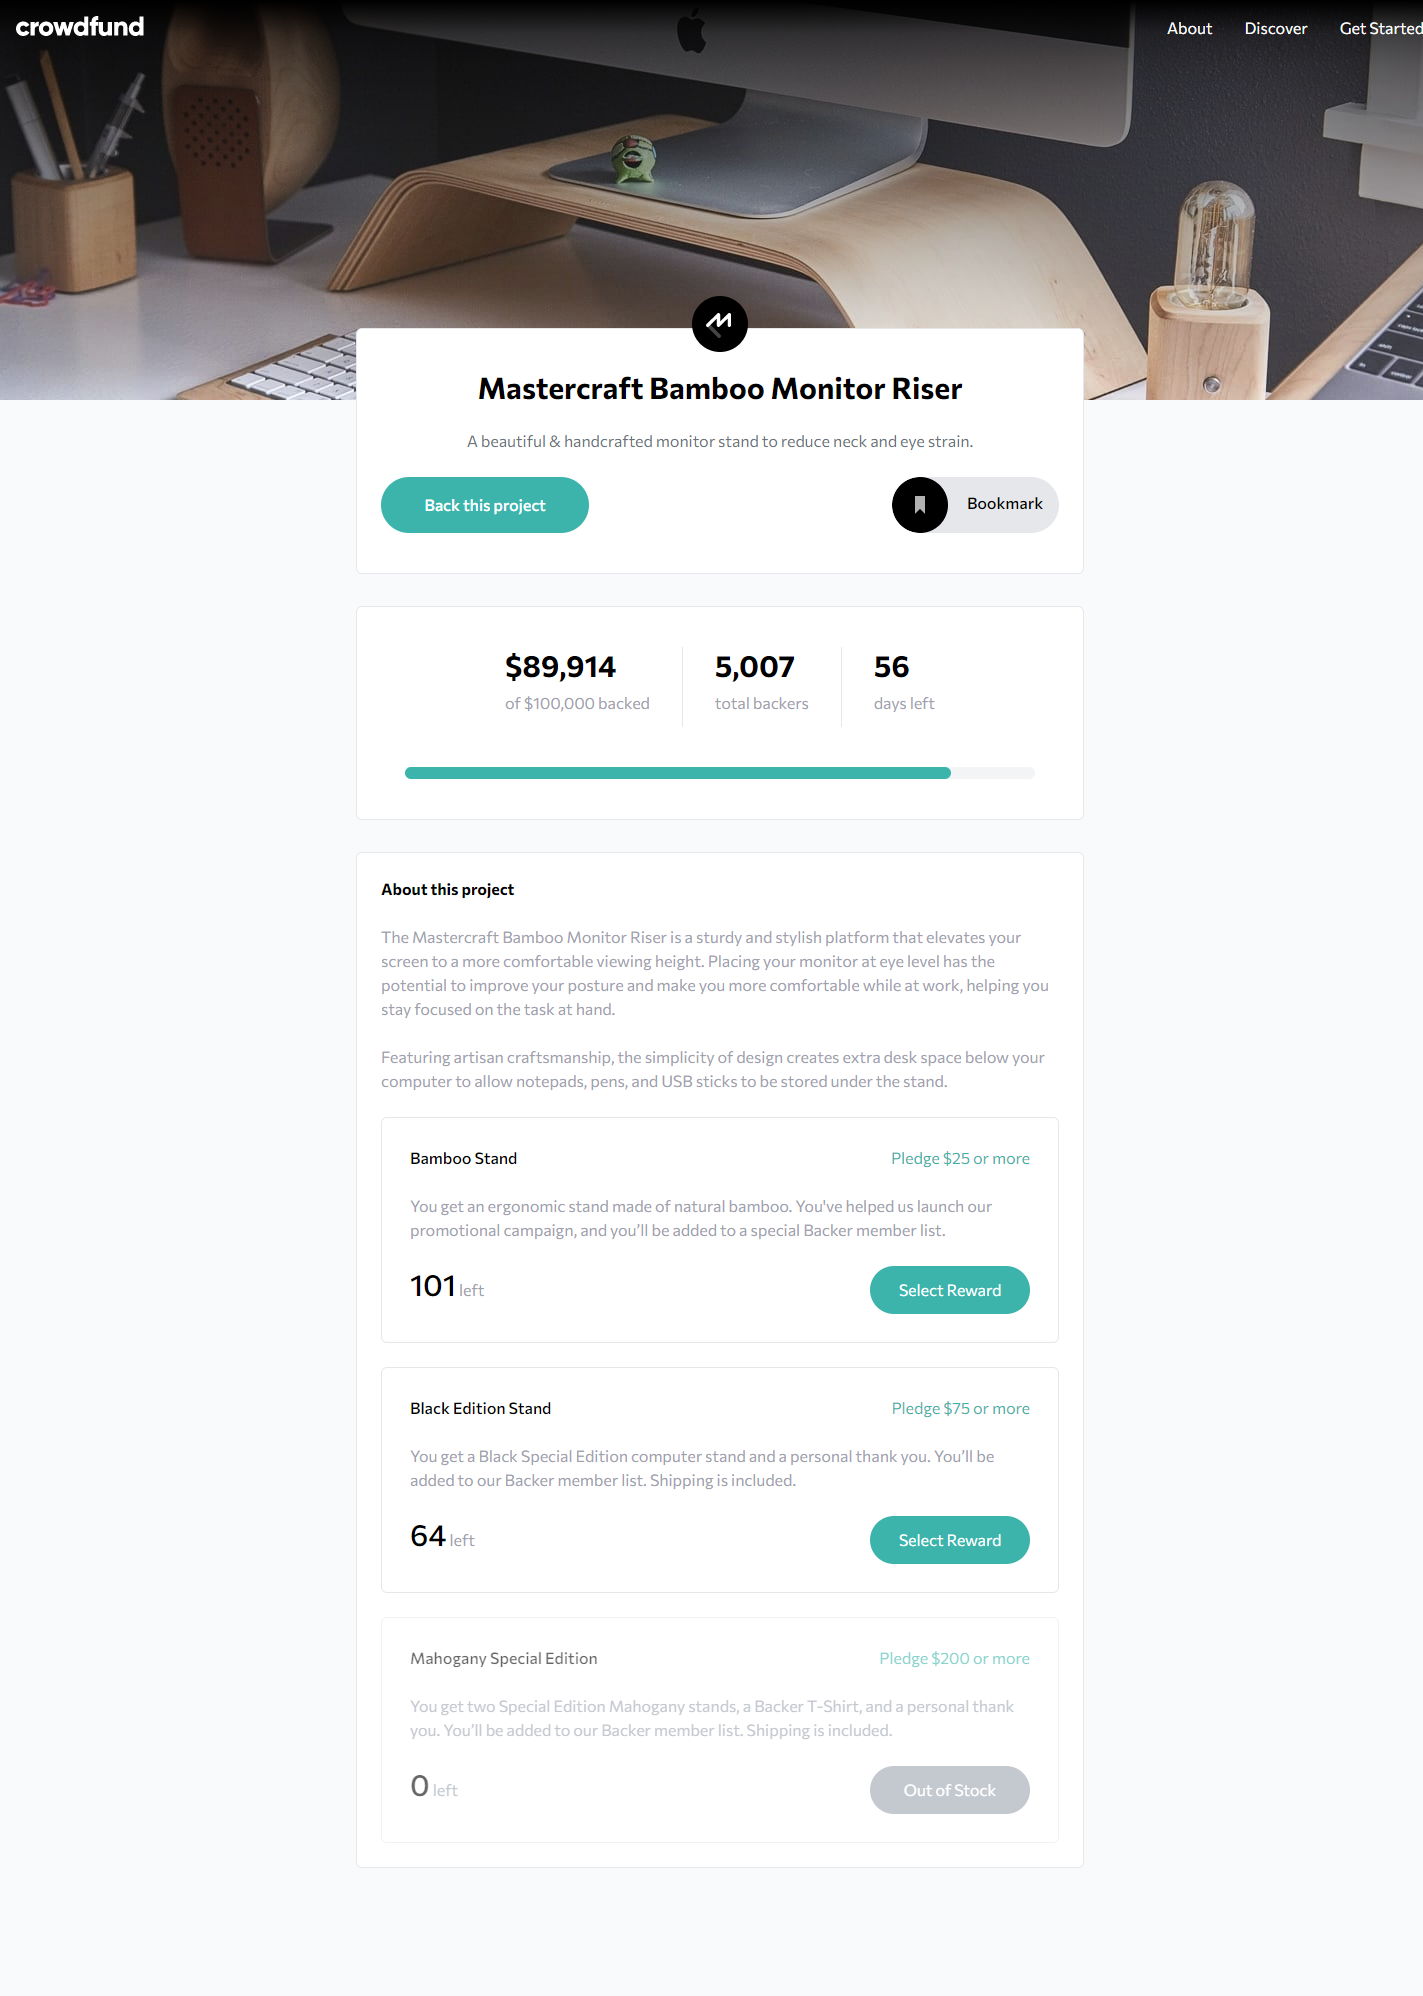 crowdfund
About
Discover
Get Started
Mastercraft Bamboo Monitor Riser
A beautiful & handcrafted monitor stand to reduce neck and eye strain.
Back this project
Bookmark
$89,914
of $100,000 backed
5,007
total backers
56
days left
About this project
The Mastercraft Bamboo Monitor Riser is a sturdy and stylish platform that elevates your
screen to a more comfortable viewing height. Placing your monitor at eye level has the
potential to improve your posture and make you more comfortable while at work, helping you
stay focused on the task at hand.
Featuring artisan craftsmanship, the simplicity of design creates extra desk space below your
computer to allow notepads, pens, and USB sticks to be stored under the stand.
Bamboo Stand
Pledge $25 or more
You get an ergonomic stand made of natural bamboo. You've helped us launch our
promotional campaign, and you’ll be added to a special Backer member list.
101 left
Select Reward
Black Edition Stand
Pledge $75 or more
You get a Black Special Edition computer stand and a personal thank you. You’ll be
added to our Backer member list. Shipping is included.
64 left
Select Reward
Mahogany Special Edition
Pledge $200 or more
You get two Special Edition Mahogany stands, a Backer T-Shirt, and a personal thank
you. You’ll be added to our Backer member list. Shipping is included.
0 left
Out of Stock